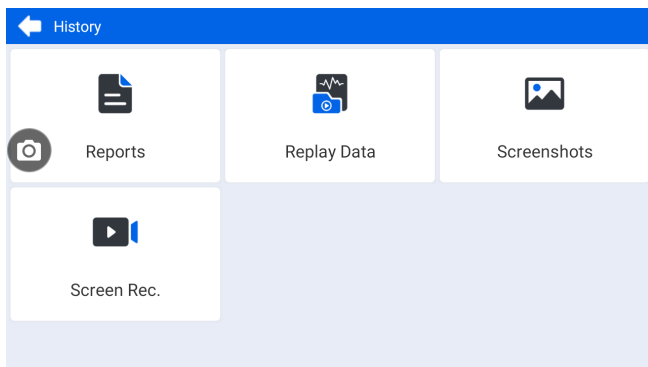 History
Reports
Replay Data
Screenshots
Screen Rec.